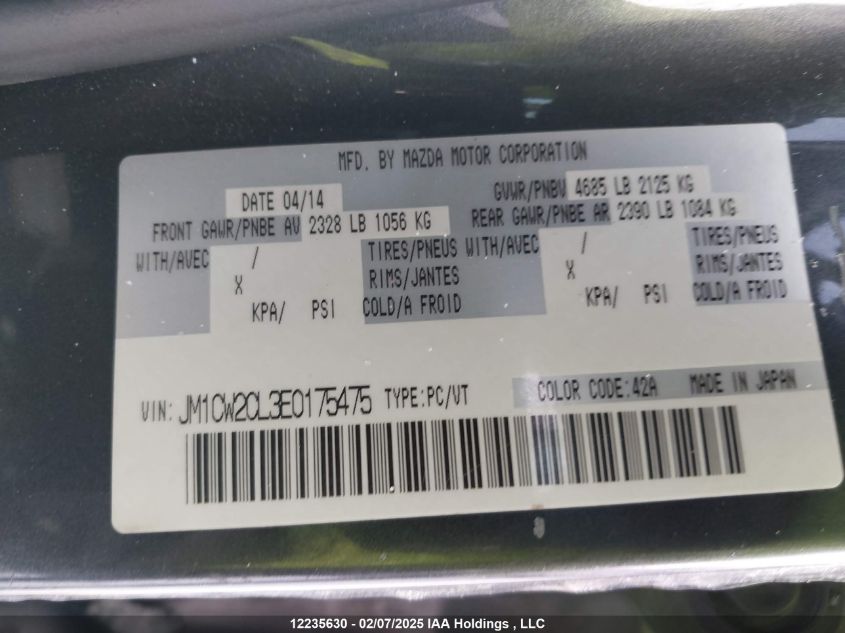 MFD. BY MAZDA MOTOR CORPORATION
DATE 04/14 GVWR/PNBV 4685 LB 2125 KG
FRONT GAWR/PNBE AV 2328 LB 1056 KG REAR GAWR/PNBE AR 2390 LB 1084 KG
WITH/AVEC / TIRES/PNEUS WITH/AVEC / TIRES/PNEUS
X RIMS/JANTES X RIMS/JANTES
KPA/ PSI COLD/A FROID KPA/ PSI COLD/A FROID
VIN: JM1CW2CL3E0175475 TYPE:PC/VT COLOR CODE:42A MADE IN JAPAN
12235630 - 02/07/2025 IAA Holdings , LLC